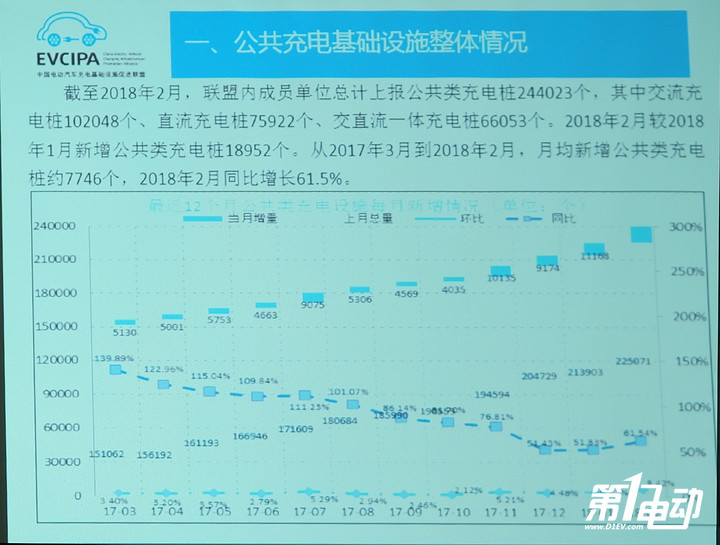 EVCIPA
China Electric Vehicle
Charging Infrastructure
Promotion Alliance
中国电动汽车充电基础设施促进联盟
一、公共充电基础设施整体情况
截至2018年2月，联盟内成员单位总计上报公共类充电桩244023个，其中交流充
电桩102048个、直流充电桩75922个、交直流一体充电桩66053个。2018年2月较2018
年1月新增公共类充电桩18952个。从2017年3月到2018年2月，月均新增公共类充电
桩约7746个，2018年2月同比增长61.5%。
最近12个月公共类充电设施每月新增情况（单位：个）
当月增量 上月总量 环比 同比
240000 300%
210000 250%
180000 200%
150000 150%
120000 100%
90000 50%
60000
30000
0
5130 5001 5753 4663 9075 5306 4569 4035 10135 9174 11168
139.89% 122.96% 115.04% 109.84% 111.23% 101.07% 86.14% 76.81% 51.43% 51.83% 61.54%
151062 156192 161193 166946 171609 180684 185990 194594 204729 213903 225071
3.40% 3.20% 2.79% 5.29% 2.94% 2.46% 2.12% 5.21% 4.48% 8.42%
17-03 17-04 17-05 17-06 17-07 17-08 17-09 17-10 17-11 17-12
第1电动
www.D1EV.com